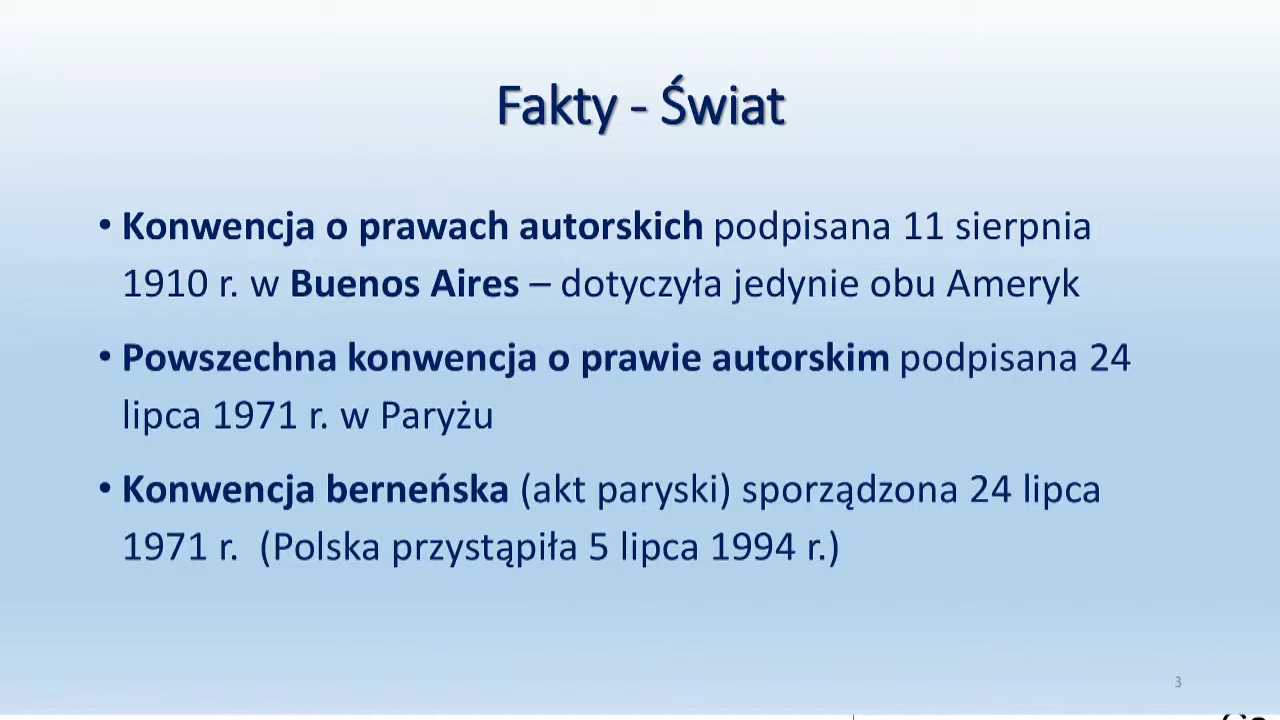 Fakty - Świat
• Konwencja o prawach autorskich podpisana 11 sierpnia
1910 r. w Buenos Aires – dotyczyła jedynie obu Ameryk
• Powszechna konwencja o prawie autorskim podpisana 24
lipca 1971 r. w Paryżu
• Konwencja berneńska (akt paryski) sporządzona 24 lipca
1971 r.  (Polska przystąpiła 5 lipca 1994 r.)
3